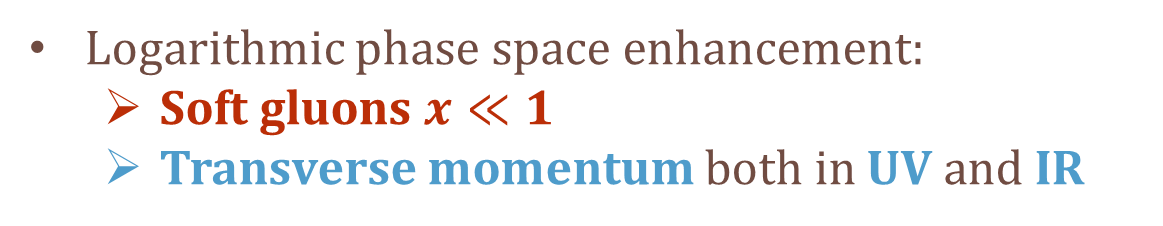 • Logarithmic phase space enhancement:
➢ Soft gluons x ≪ 1
➢ Transverse momentum both in UV and IR